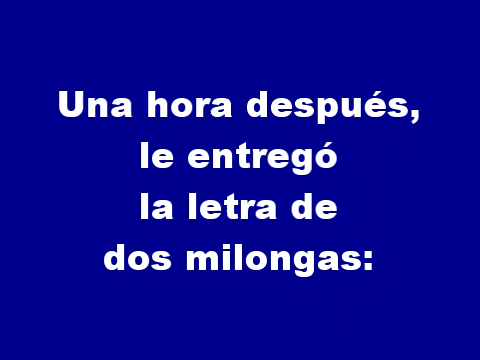 Una hora después,
le entregó
la letra de
dos milongas: